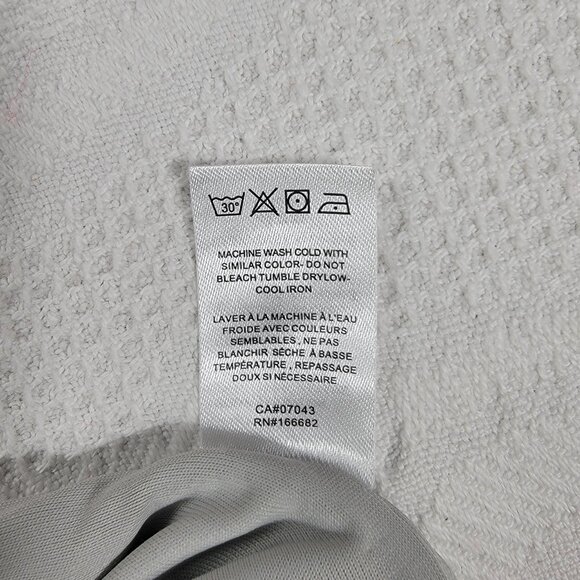 30°
MACHINE WASH COLD WITH
SIMILAR COLOR- DO NOT
BLEACH TUMBLE DRYLOW-
COOL IRON
LAVER À LA MACHINE À L'EAU
FROIDE AVEC COULEURS
SEMBLABLES , NE PAS
BLANCHIR SÈCHE À BASSE
TEMPÉRATURE , REPASSAGE
DOUX SI NÉCESSAIRE
CA#07043
RN#166682